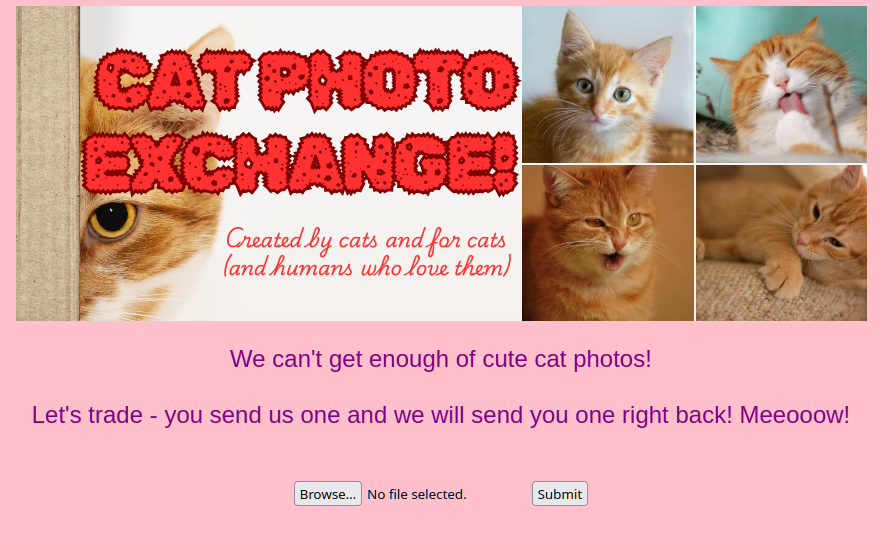 CAT PHOTO
EXCHANGE!
Created by cats and for cats
(and humans who love them)
We can't get enough of cute cat photos!
Let's trade - you send us one and we will send you one right back! Meeooow!
Browse... No file selected. Submit